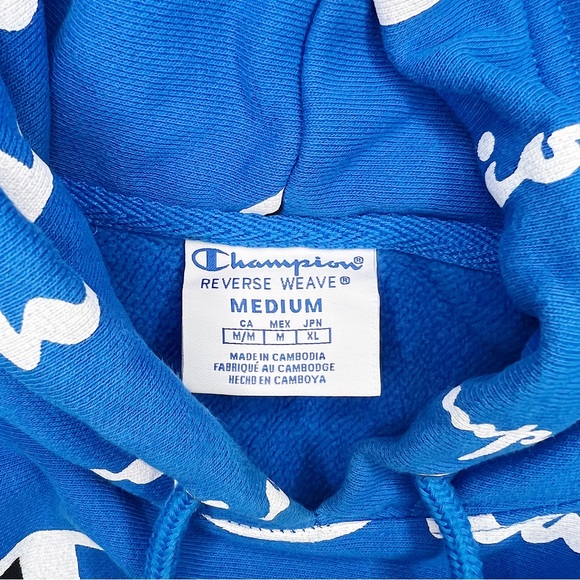 Champion®
REVERSE WEAVE®
MEDIUM
CA MEX JPN
M/M M XL
MADE IN CAMBODIA
FABRIQUÉ AU CAMBODGE
HECHO EN CAMBOYA